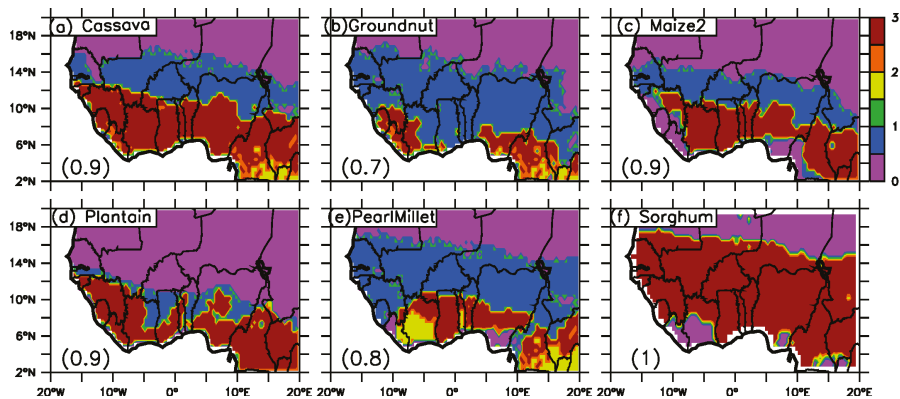 (a) Cassava
(b) Groundnut
(c) Maize2
3
18°N
14°N
2
10°N
1
6°N
2°N
0
(0.9)
(0.7)
(0.9)
(d) Plantain
(e) PearlMillet
(f) Sorghum
18°N
14°N
10°N
6°N
2°N
(0.9)
(0.8)
(1)
20°W 10°W 0° 10°E 20°E 10°W 0° 10°E 20°E 10°W 0° 10°E 20°E